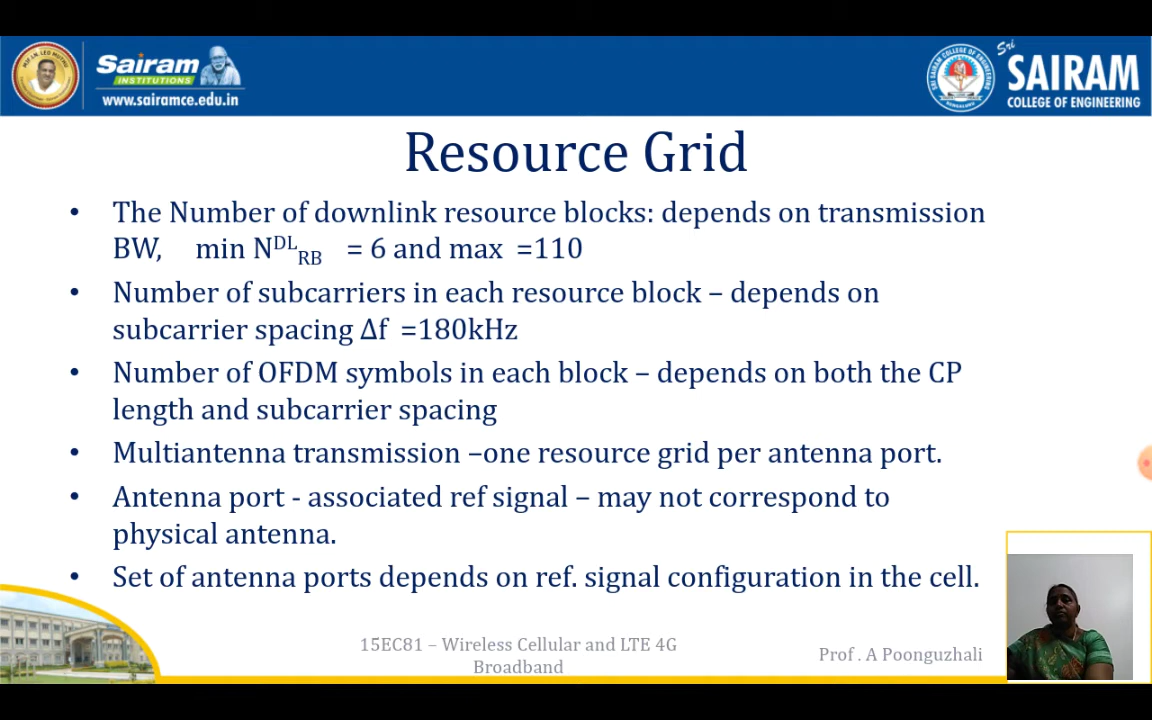 Sairam
INSTITUTIONS
www.sairamce.edu.in
Sri
SAIRAM
COLLEGE OF ENGINEERING
Resource Grid
• The Number of downlink resource blocks: depends on transmission
BW, min N^DL_RB = 6 and max =110
• Number of subcarriers in each resource block – depends on
subcarrier spacing Δf =180kHz
• Number of OFDM symbols in each block – depends on both the CP
length and subcarrier spacing
• Multiantenna transmission –one resource grid per antenna port.
• Antenna port - associated ref signal – may not correspond to
physical antenna.
• Set of antenna ports depends on ref. signal configuration in the cell.
15EC81 – Wireless Cellular and LTE 4G
Broadband
Prof . A Poonguzhali